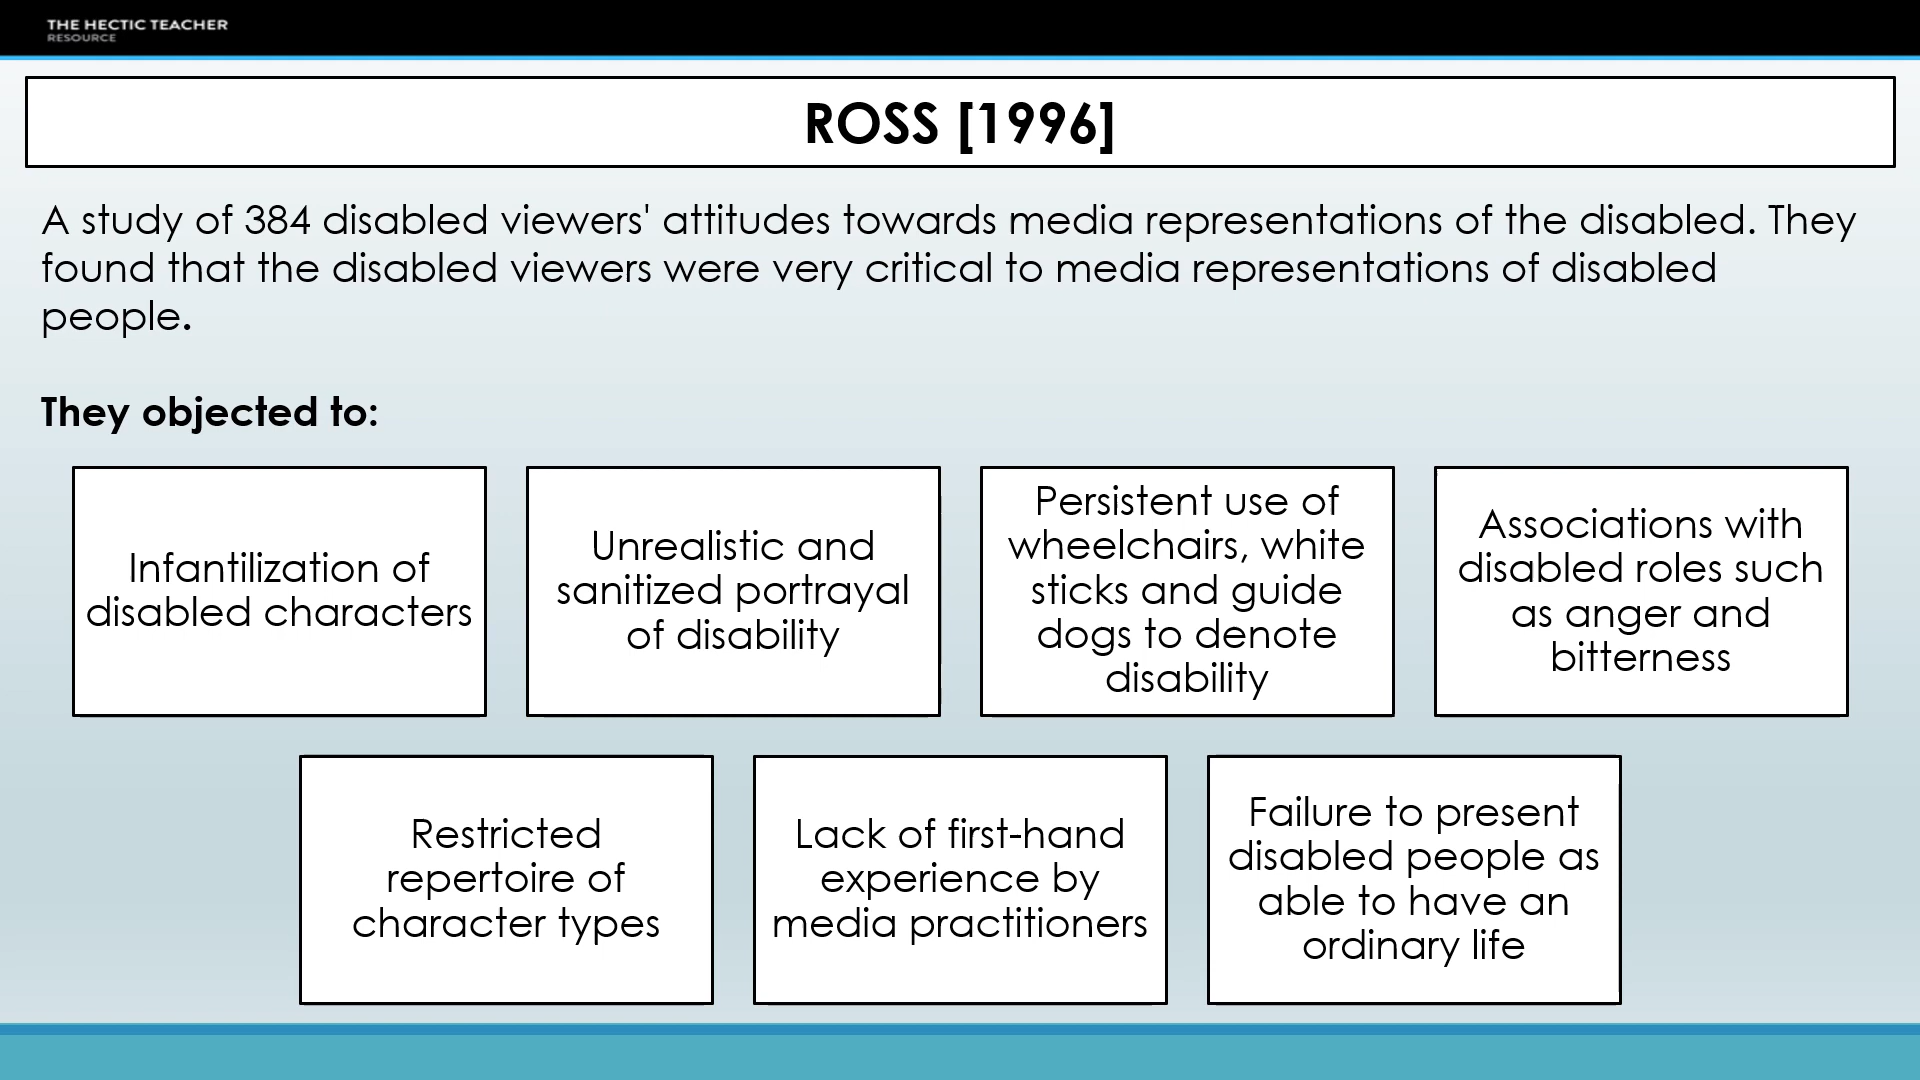 THE HECTIC TEACHER
RESOURCE
ROSS [1996]
A study of 384 disabled viewers' attitudes towards media representations of the disabled. They
found that the disabled viewers were very critical to media representations of disabled
people.
They objected to:
Infantilization of
disabled characters
Unrealistic and
sanitized portrayal
of disability
Persistent use of
wheelchairs, white
sticks and guide
dogs to denote
disability
Associations with
disabled roles such
as anger and
bitterness
Restricted
repertoire of
character types
Lack of first-hand
experience by
media practitioners
Failure to present
disabled people as
able to have an
ordinary life